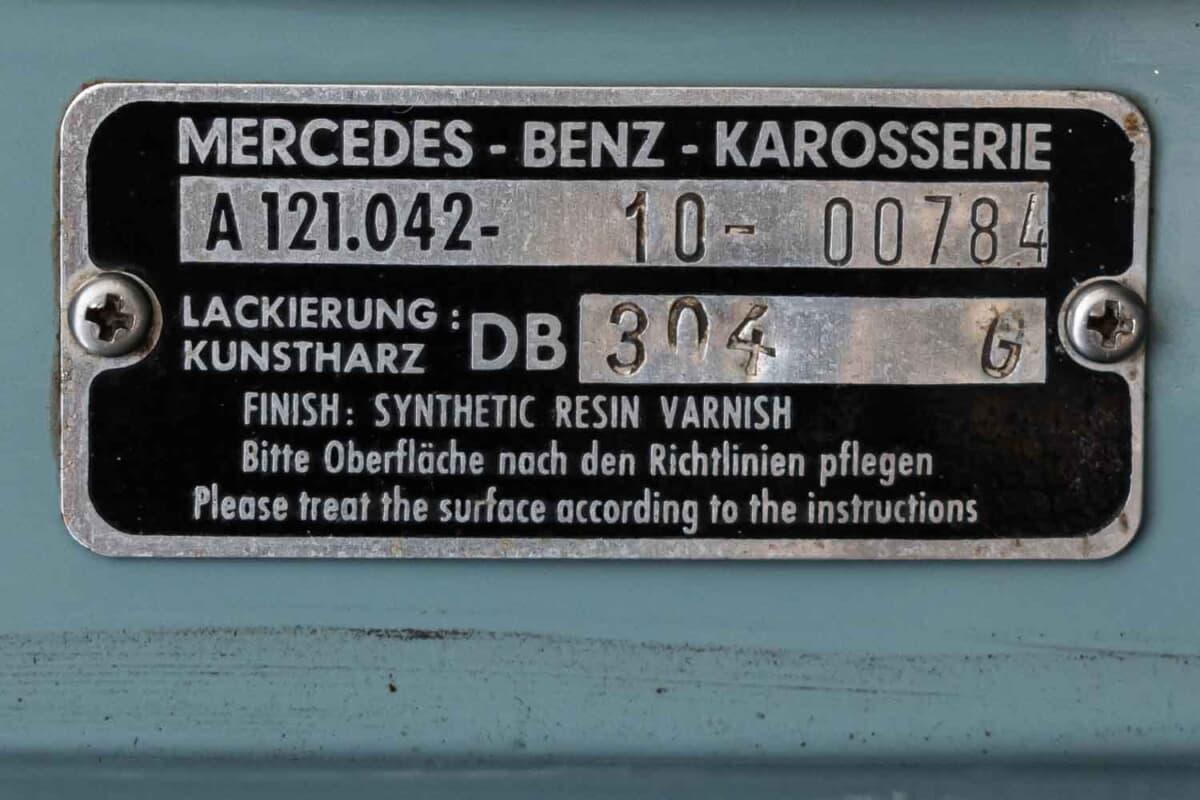 MERCEDES - BENZ - KAROSSERIE
A 121.042- 10- 00784
LACKIERUNG :
KUNSTHARZ DB 304 G
FINISH: SYNTHETIC RESIN VARNISH
Bitte Oberfläche nach den Richtlinien pflegen
Please treat the surface according to the instructions